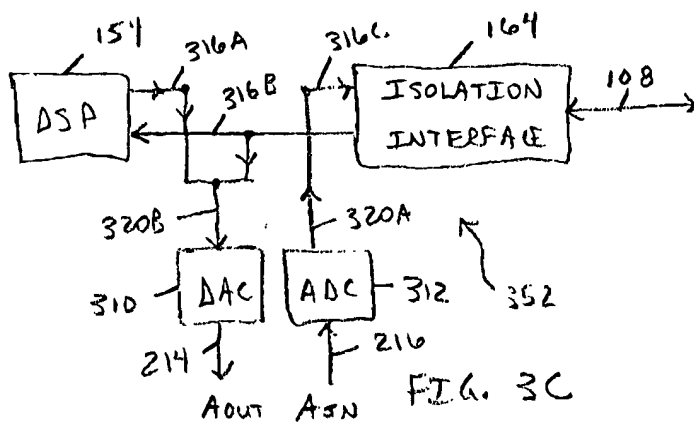 154
316A
316C
164
108
DSP
316B
ISOLATION
INTERFACE
320B
320A
310
DAC
ADC
312
352
214
216
AOUT
AIN
FIG. 3C